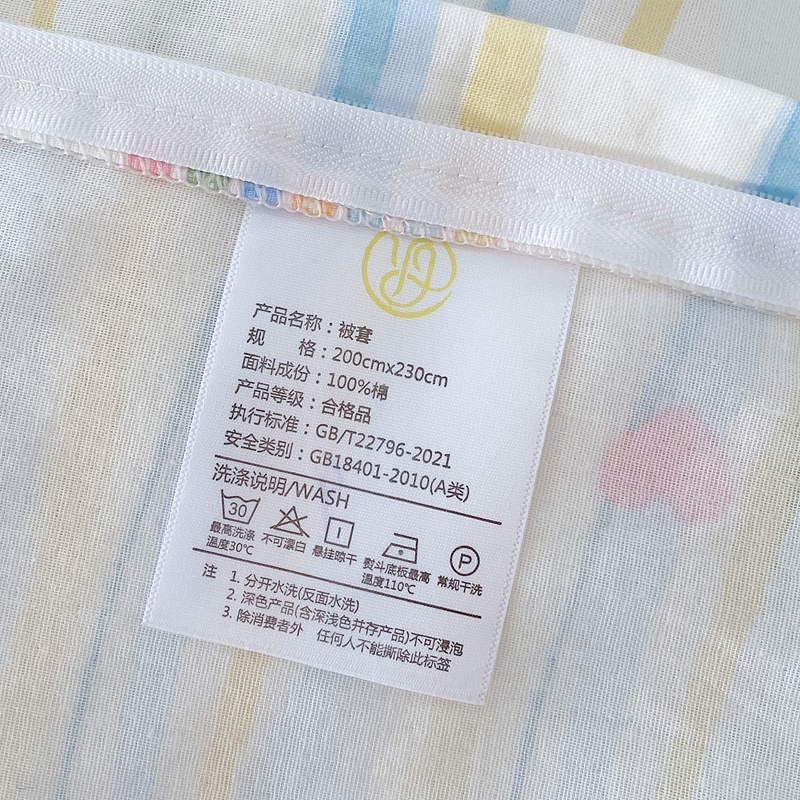 产品名称：被套
规 格：200cmx230cm
面料成份：100%棉
产品等级：合格品
执行标准：GB/T22796-2021
安全类别：GB18401-2010(A类)
洗涤说明/WASH
30
P
最高洗涤 不可漂白 悬挂晾干 熨斗底板最高 常规干洗
温度30℃ 温度110℃
注 1. 分开水洗(反面水洗)
2. 深色产品(含深浅色并存产品)不可浸泡
3. 除消费者外 任何人不能撕除此标签